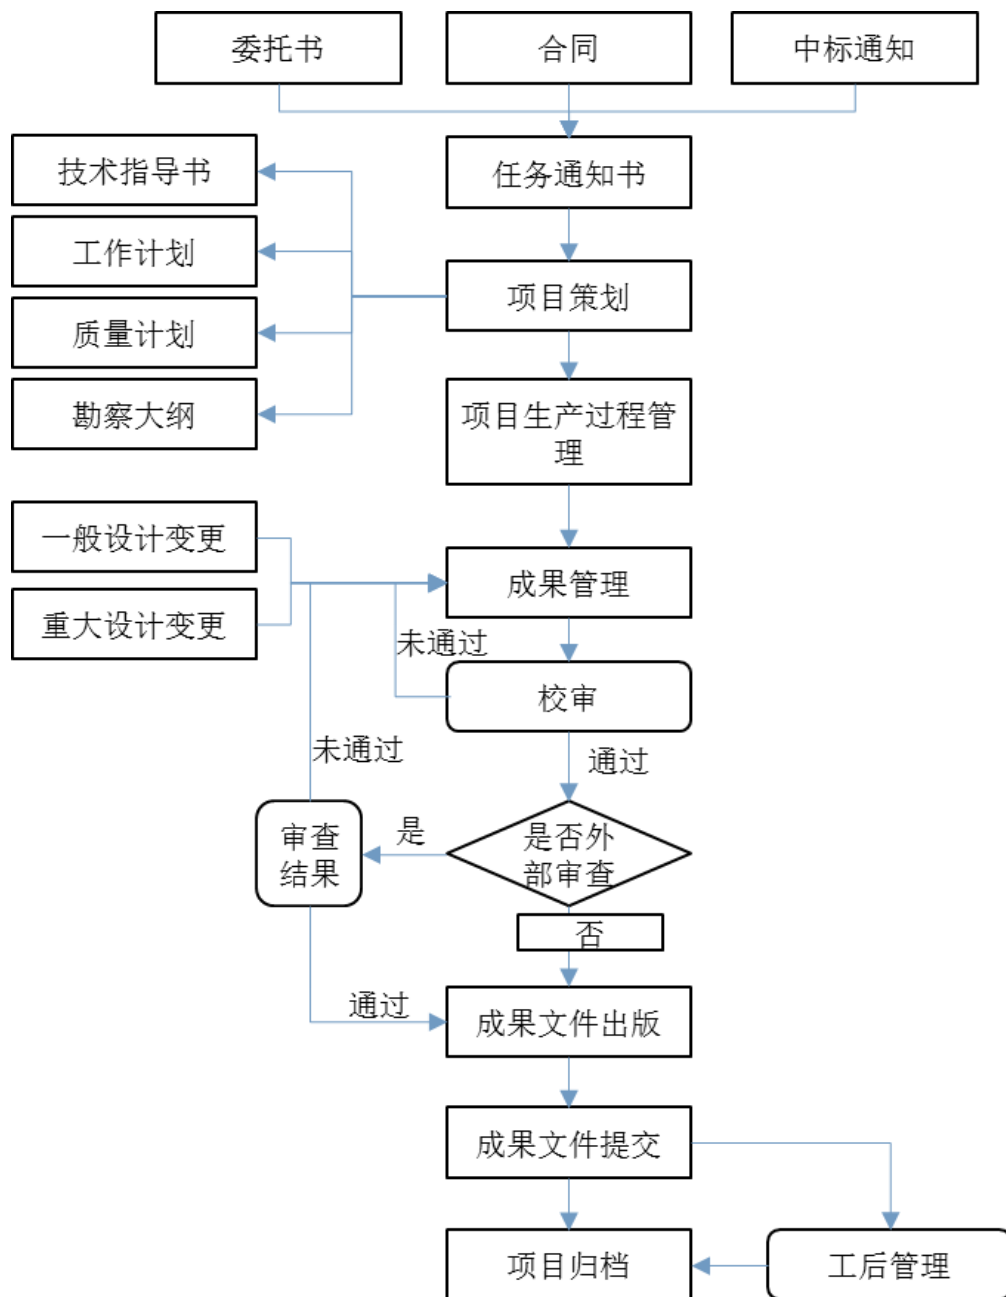 委托书
合同
中标通知
技术指导书
任务通知书
工作计划
项目策划
质量计划
勘察大纲
项目生产过程管
理
一般设计变更
成果管理
重大设计变更
未通过
校审
未通过
通过
审查
结果
是
是否外
部审查
否
通过
成果文件出版
成果文件提交
项目归档
工后管理